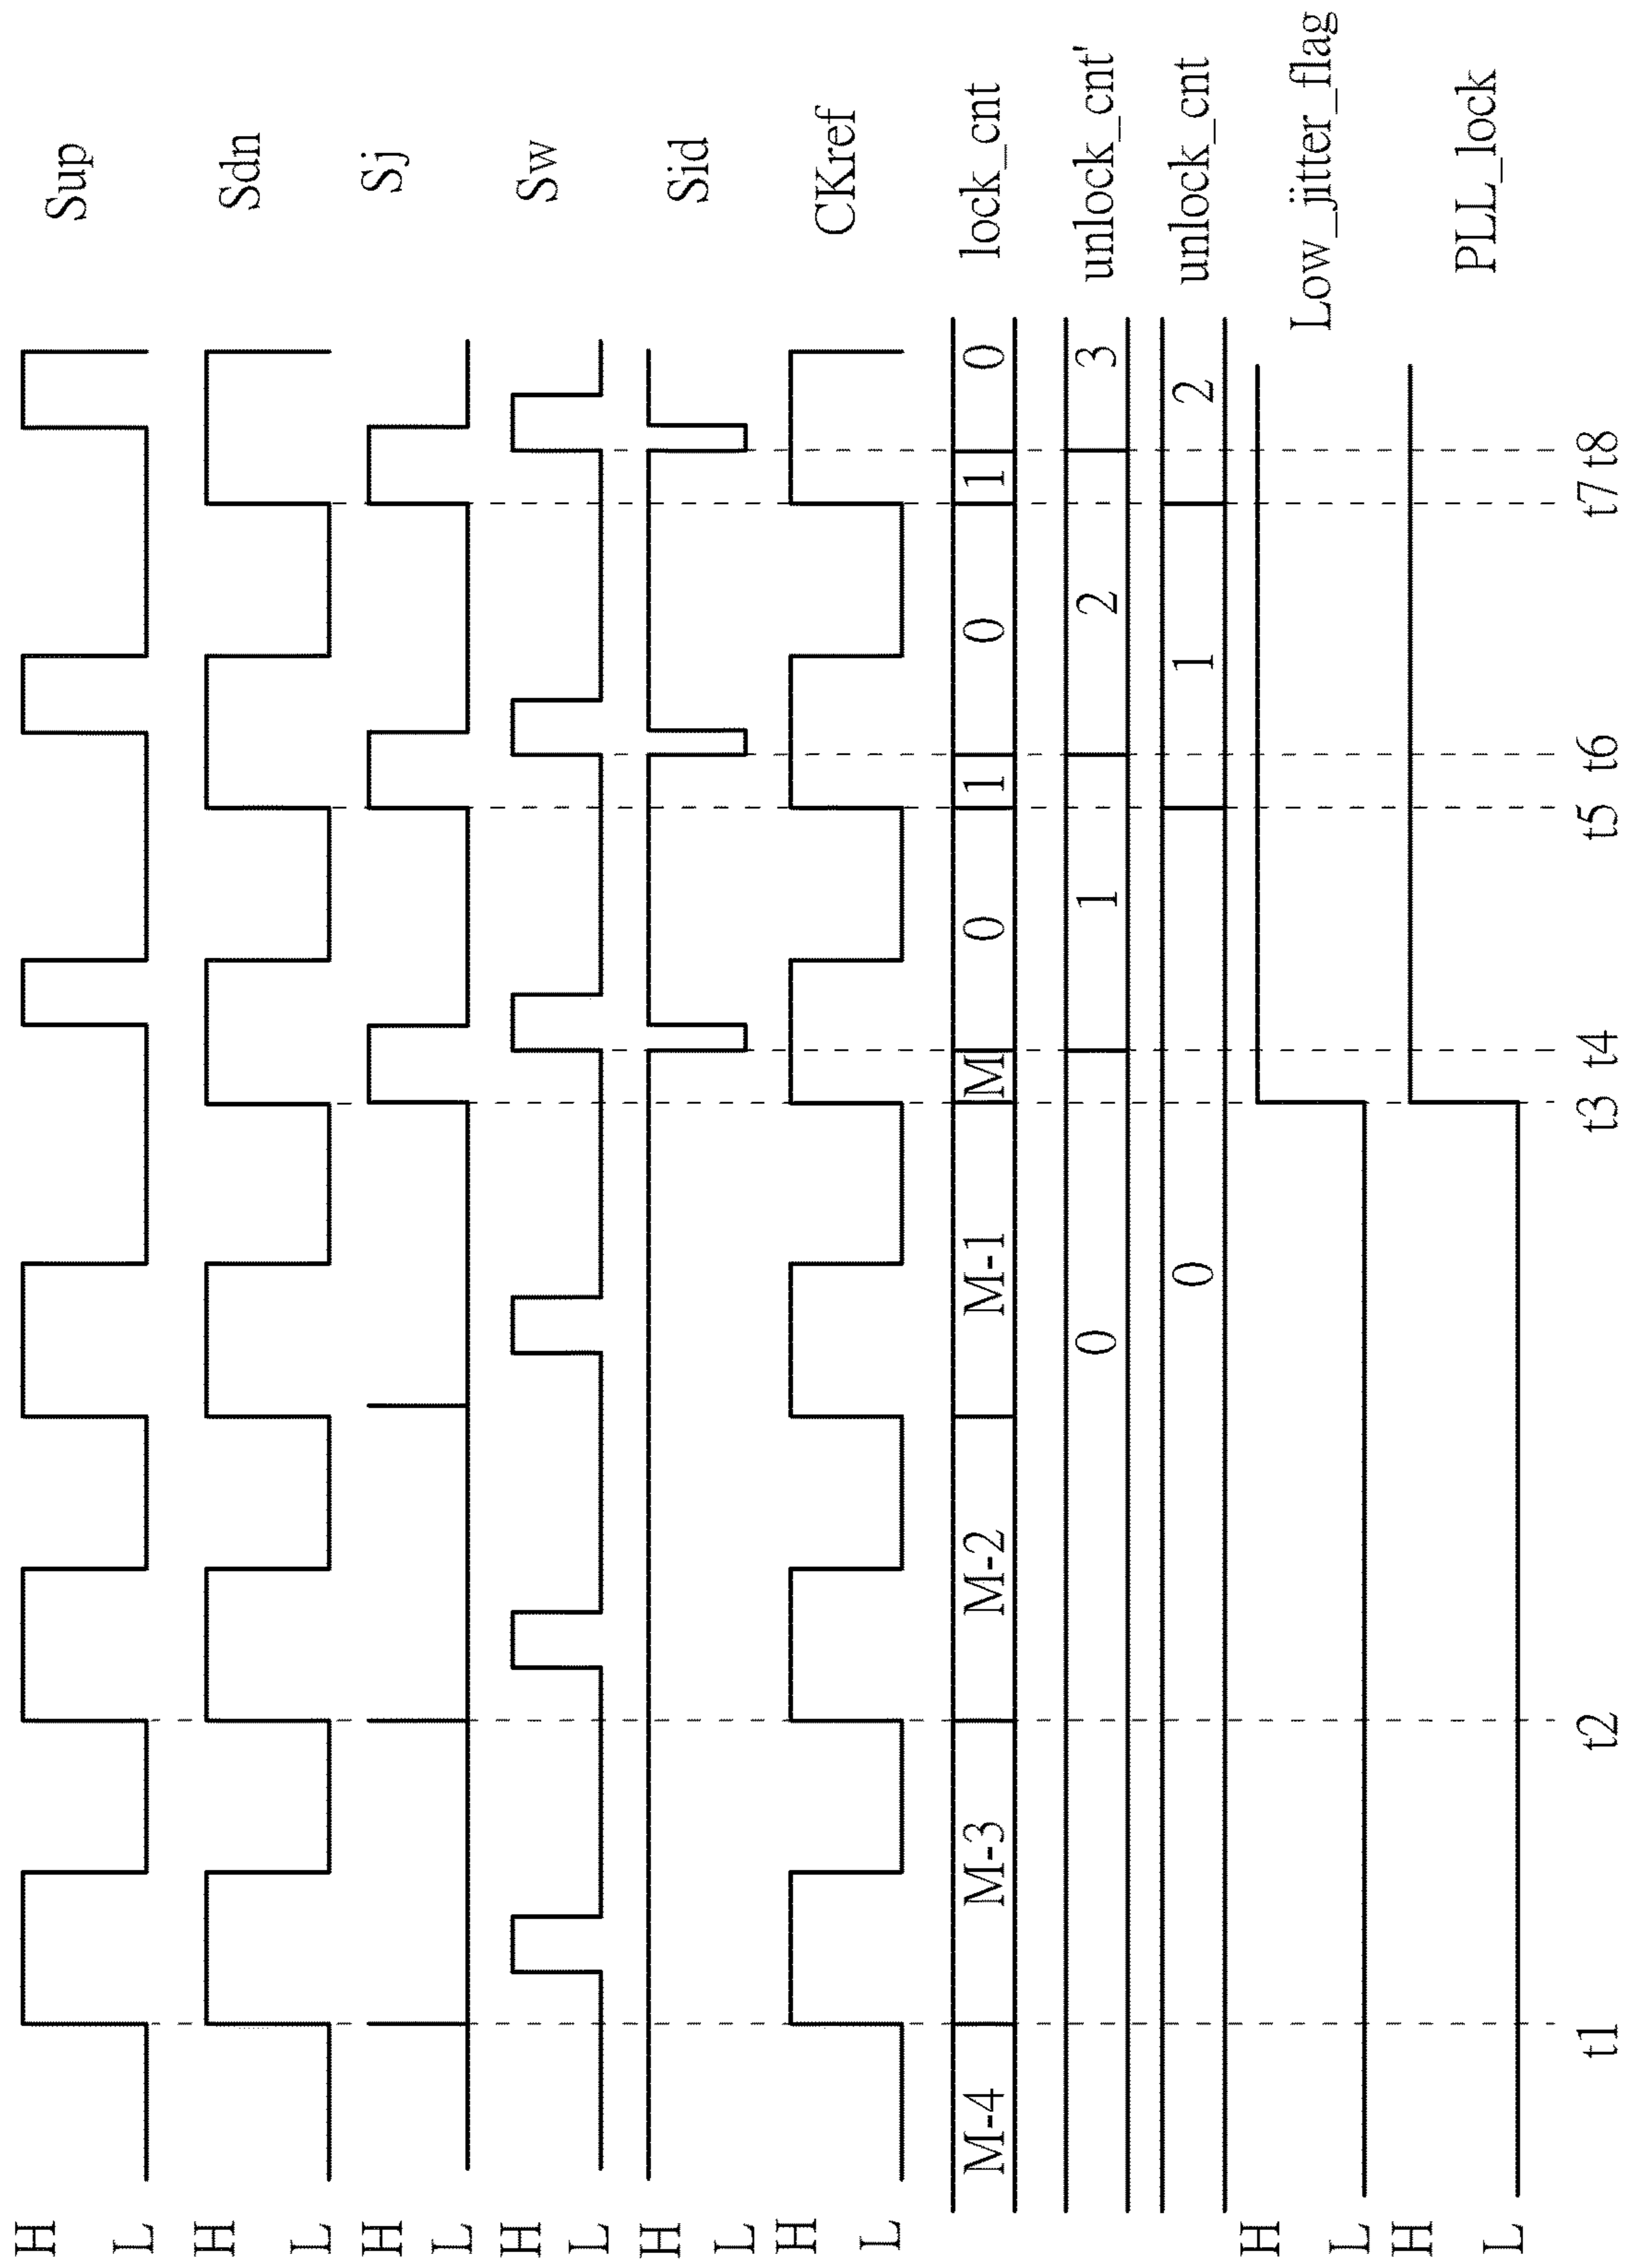 H
L
Sup
H
L
Sdn
H
L
Sj
H
L
Sw
H
L
Sid
H
L
CKref
M-4 M-3 M-2 M-1 M 0 1 0 1 0 lock_cnt
0 1 2 3 unlock_cnt'
0 1 2 unlock_cnt
H
L
Low_jitter_flag
H
L
PLL_lock
t1 t2 t3 t4 t5 t6 t7 t8